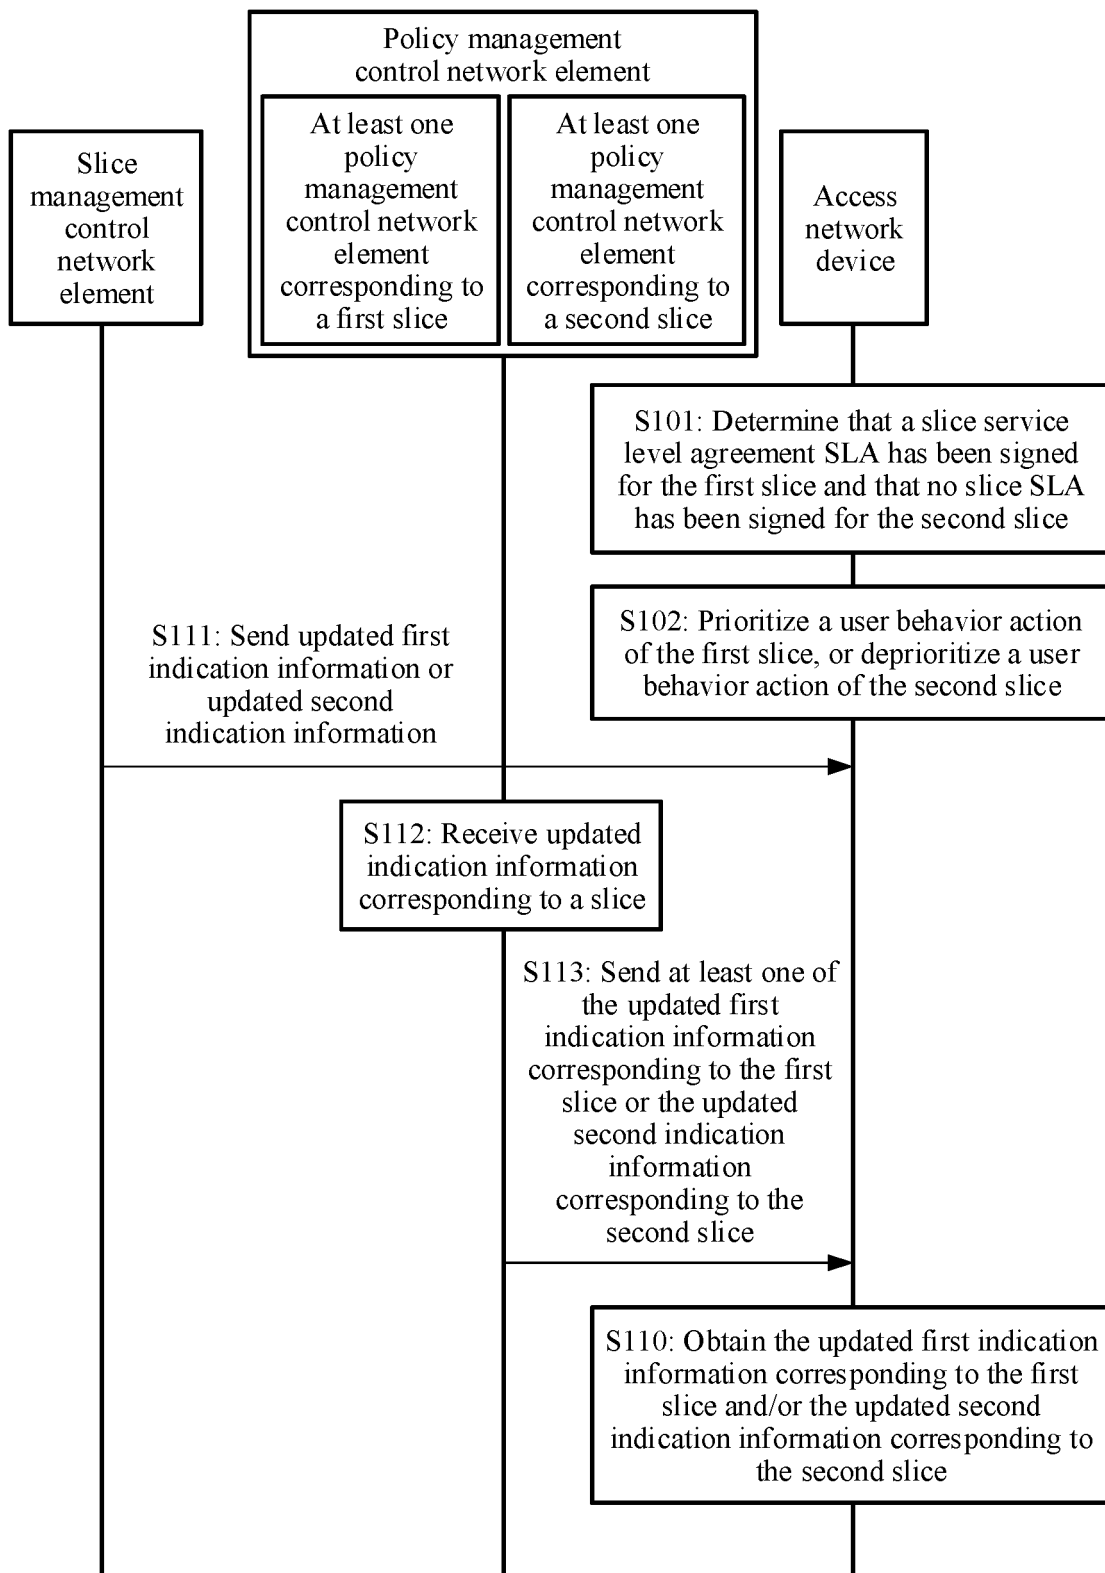 Policy management
control network element
Slice
management
control
network
element
At least one
policy
management
control network
element
corresponding to
a first slice
At least one
policy
management
control network
element
corresponding to
a second slice
Access
network
device
S101: Determine that a slice service
level agreement SLA has been signed
for the first slice and that no slice SLA
has been signed for the second slice
S102: Prioritize a user behavior action
of the first slice, or deprioritize a user
behavior action of the second slice
S111: Send updated first
indication information or
updated second
indication information
S112: Receive updated
indication information
corresponding to a slice
S113: Send at least one of
the updated first
indication information
corresponding to the first
slice or the updated
second indication
information
corresponding to the
second slice
S110: Obtain the updated first indication
information corresponding to the first
slice and/or the updated second
indication information corresponding to
the second slice